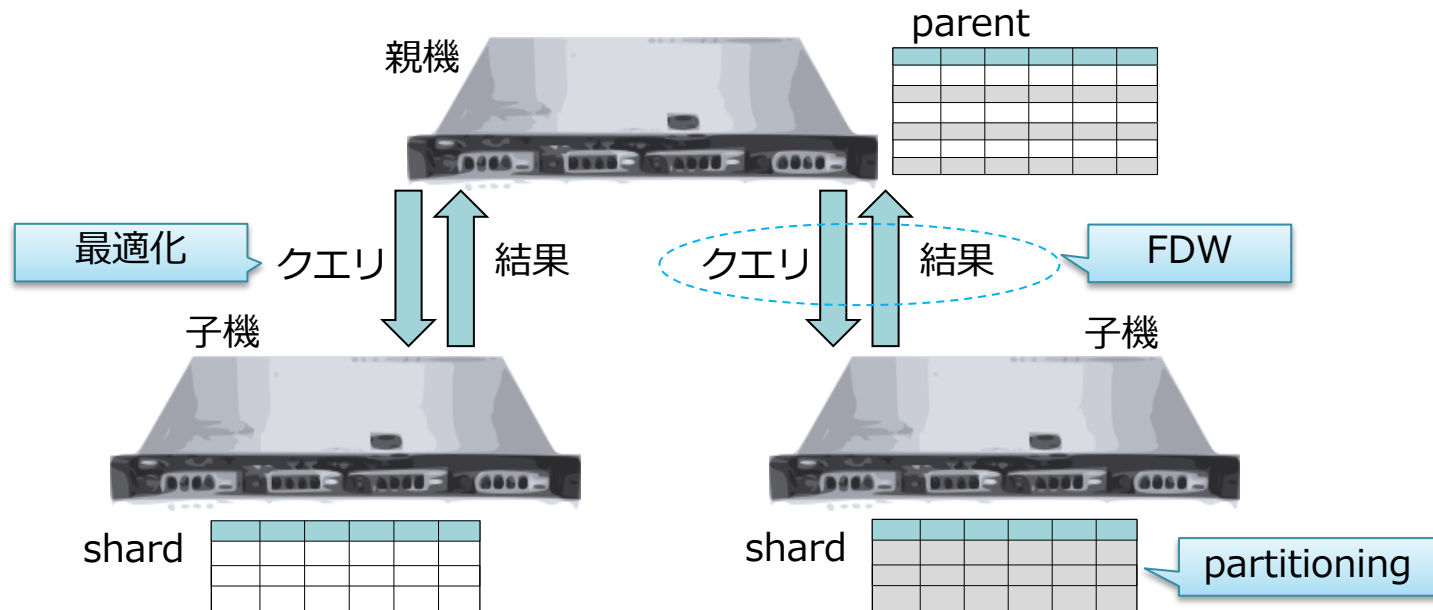 parent
親機
最適化
クエリ
結果
クエリ
結果
FDW
子機
子機
shard
shard
partitioning